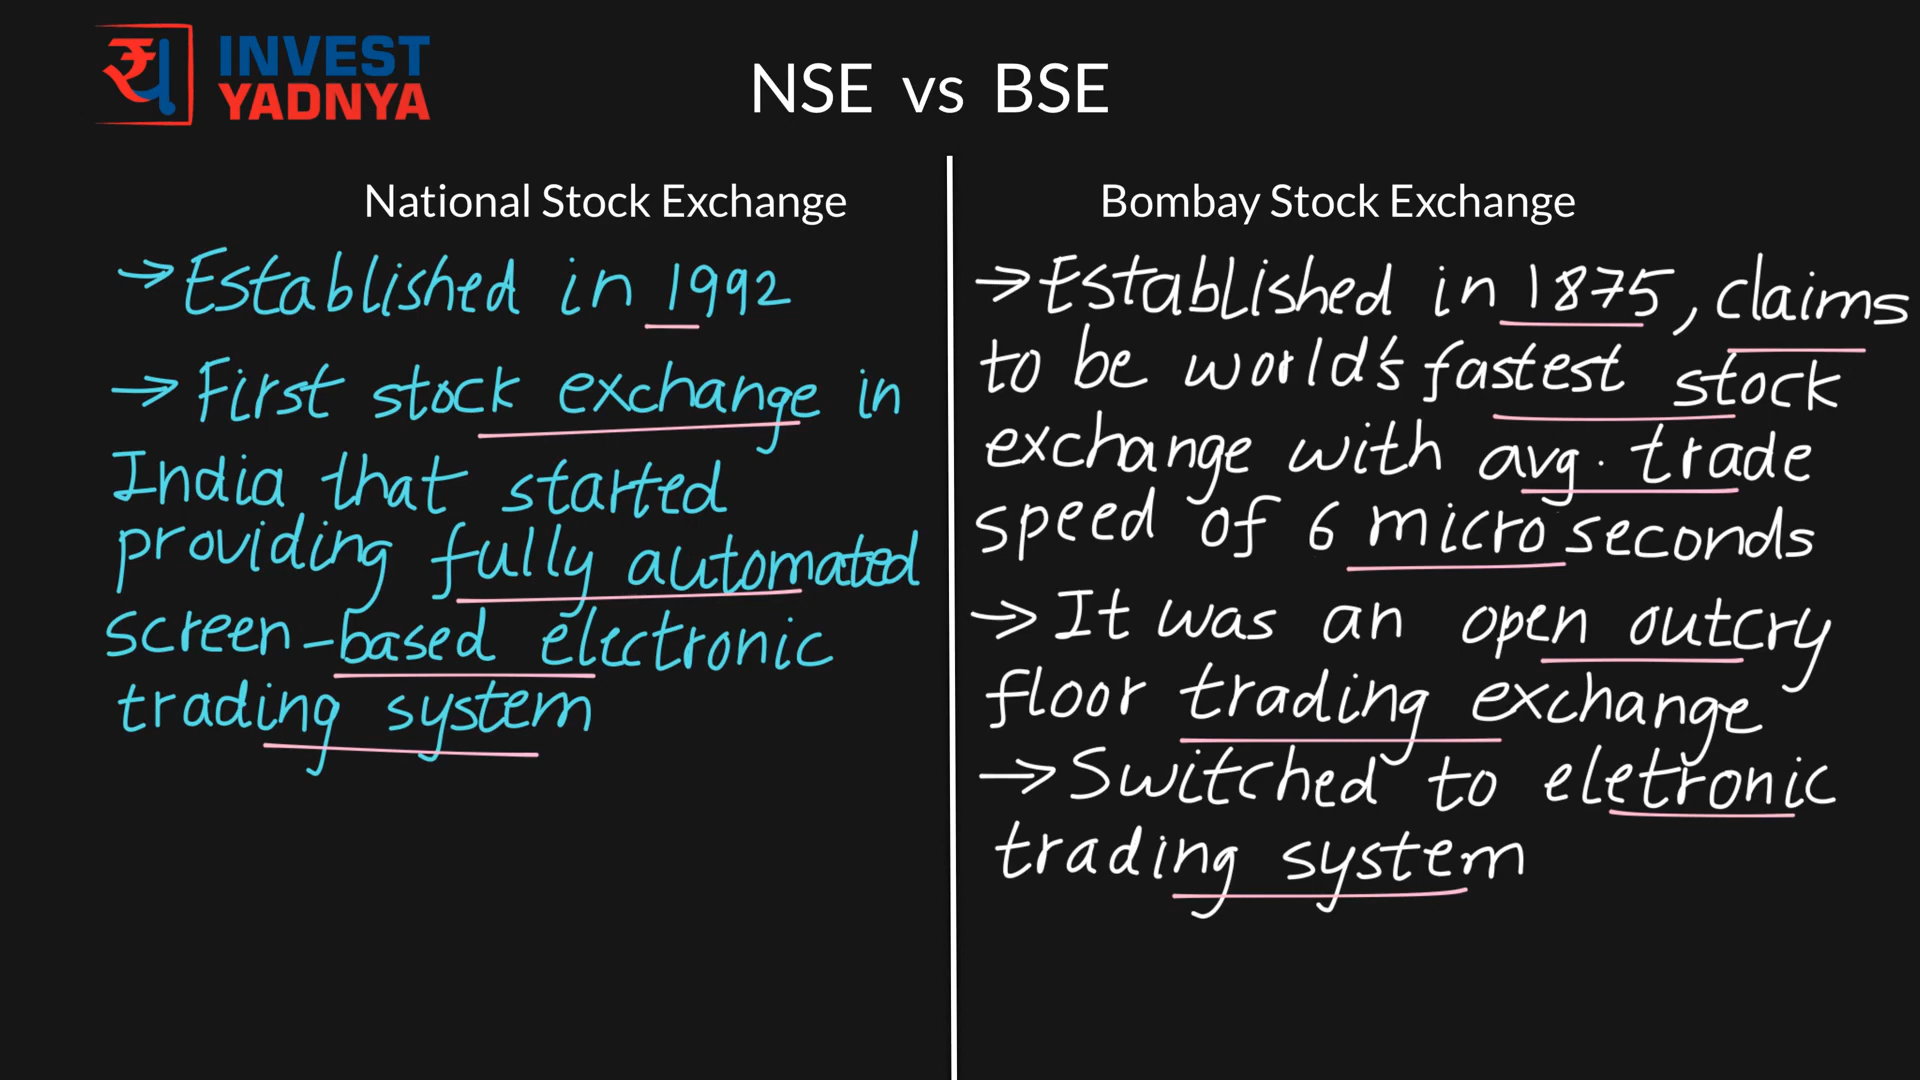 INVEST
YADNYA
NSE vs BSE
National Stock Exchange
→Established in 1992
→First stock exchange in
India that started
providing fully automated
screen-based electronic
trading system
Bombay Stock Exchange
→Established in 1875, claims
to be world's fastest stock
exchange with avg. trade
speed of 6 micro seconds
→It was an open outcry
floor trading exchange
→Switched to eletronic
trading system